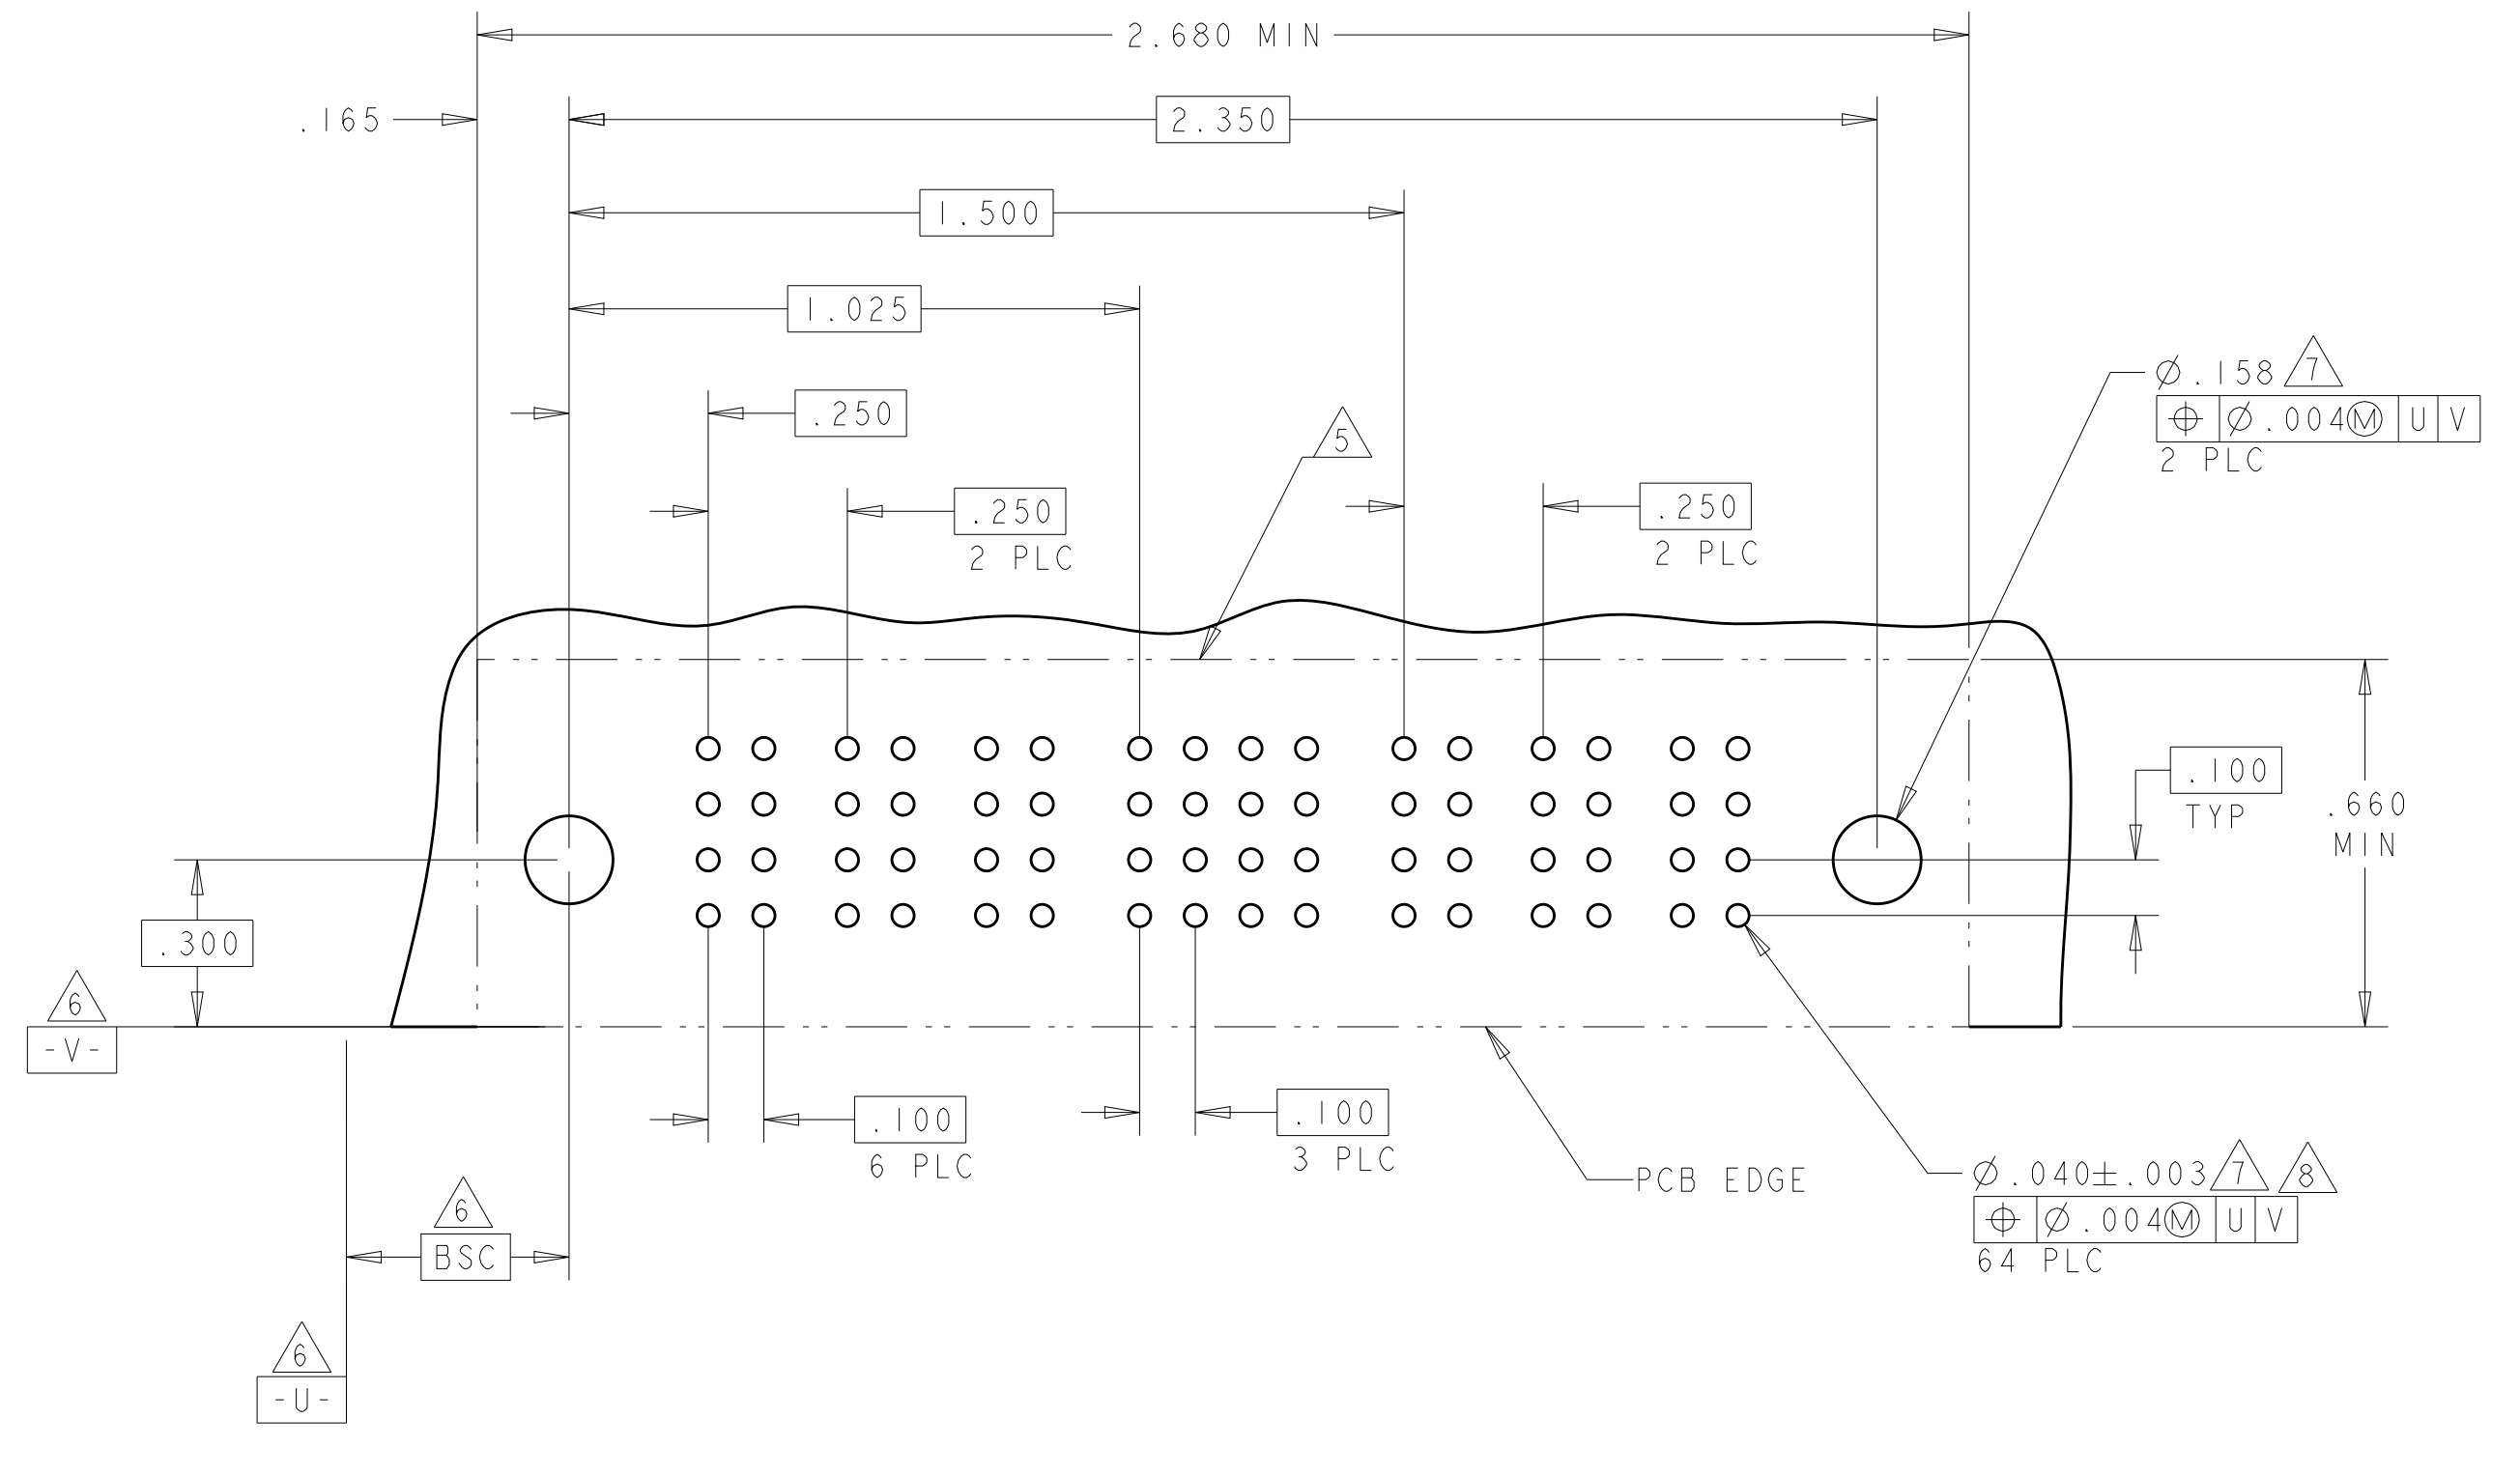 2.680 MIN
.165
2.350
1.500
1.025
.250
.250
2 PLC
5
.250
2 PLC
⌀.158 7
⌖ ⌀.004Ⓜ U V
2 PLC
.100
TYP
.660
MIN
.300
6
-V-
.100
6 PLC
.100
3 PLC
PCB EDGE
⌀.040±.003 7 8
⌖ ⌀.004Ⓜ U V
64 PLC
6
BSC
6
-U-